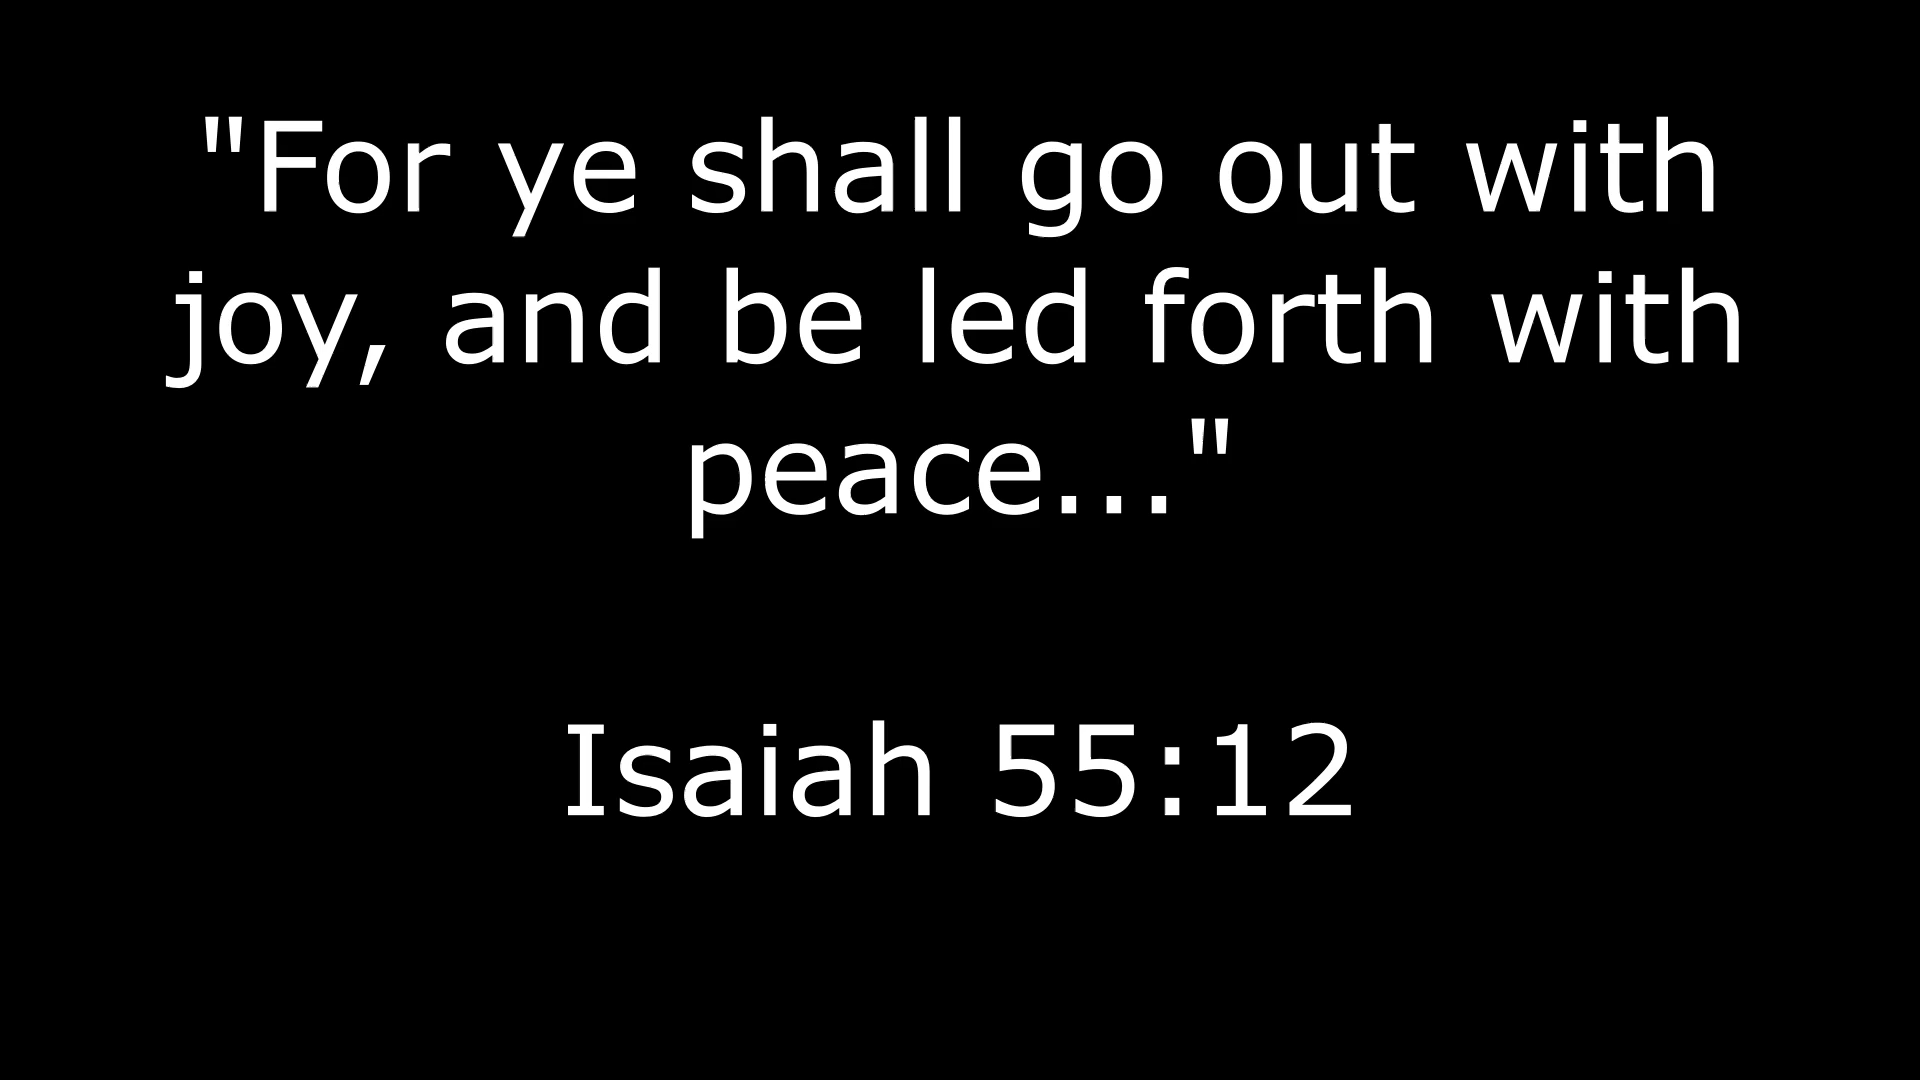 "For ye shall go out with
joy, and be led forth with
peace..."
Isaiah 55:12